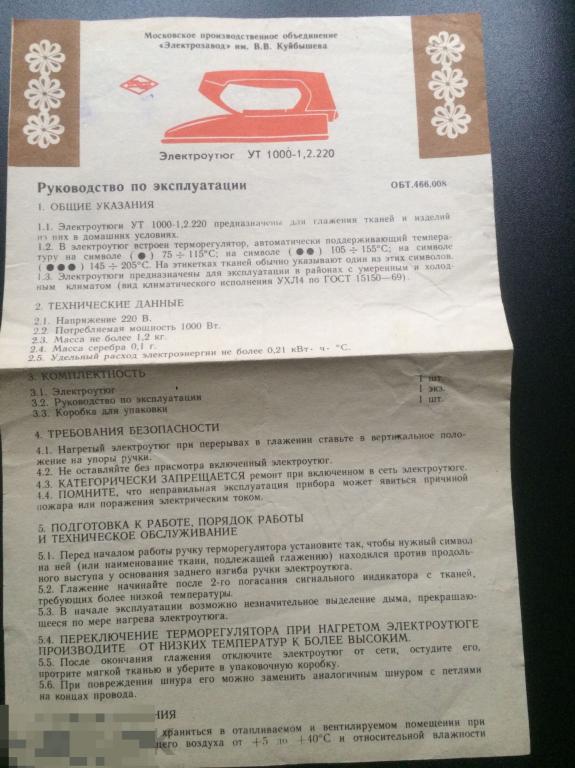 Московское производственное объединение
«Электрозавод» им. В.В. Куйбышева
Электроутюг УТ 1000-1,2.220
Руководство по эксплуатации ОБТ.466.008
1. ОБЩИЕ УКАЗАНИЯ
1.1. Электроутюги УТ 1000-1,2.220 предназначены для глажения тканей и изделий
из них в домашних условиях.
1.2. В электроутюг встроен терморегулятор, автоматически поддерживающий темпера-
туру на символе (●) 75 ÷ 115°С; на символе (●●) 105 ÷ 155°С; на символе
(●●●) 145 ÷ 205°С. На этикетках тканей обычно указывают один из этих символов.
1.3. Электроутюги предназначены для эксплуатации в районах с умеренным и холод-
ным климатом (вид климатического исполнения УХЛ4 по ГОСТ 15150—69).
2. ТЕХНИЧЕСКИЕ ДАННЫЕ
2.1. Напряжение 220 В.
2.2. Потребляемая мощность 1000 Вт.
2.3. Масса не более 1,2 кг.
2.4. Масса серебра 0,1 г.
2.5. Удельный расход электроэнергии не более 0,21 кВт· ч· °С.
3. КОМПЛЕКТНОСТЬ
3.1. Электроутюг 1 шт.
3.2. Руководство по эксплуатации 1 экз.
3.3. Коробка для упаковки 1 шт.
4. ТРЕБОВАНИЯ БЕЗОПАСНОСТИ
4.1. Нагретый электроутюг при перерывах в глажении ставьте в вертикальное поло-
жение на упоры ручки.
4.2. Не оставляйте без присмотра включенный электроутюг.
4.3. КАТЕГОРИЧЕСКИ ЗАПРЕЩАЕТСЯ ремонт при включенном в сеть электроутюге.
4.4. ПОМНИТЕ, что неправильная эксплуатация прибора может явиться причиной
пожара или поражения электрическим током.
5. ПОДГОТОВКА К РАБОТЕ, ПОРЯДОК РАБОТЫ
И ТЕХНИЧЕСКОЕ ОБСЛУЖИВАНИЕ
5.1. Перед началом работы ручку терморегулятора установите так, чтобы нужный символ
на ней (или наименование ткани, подлежащей глажению) находился против продоль-
ного выступа у основания заднего изгиба ручки электроутюга.
5.2. Глажение начинайте после 2-го погасания сигнального индикатора с тканей,
требующих более низкой температуры.
5.3. В начале эксплуатации возможно незначительное выделение дыма, прекращаю-
щееся по мере нагрева электроутюга.
5.4. ПЕРЕКЛЮЧЕНИЕ ТЕРМОРЕГУЛЯТОРА ПРИ НАГРЕТОМ ЭЛЕКТРОУТЮГЕ
ПРОИЗВОДИТЕ ОТ НИЗКИХ ТЕМПЕРАТУР К БОЛЕЕ ВЫСОКИМ.
5.5. После окончания глажения отключите электроутюг от сети, остудите его,
протрите мягкой тканью и уберите в упаковочную коробку.
5.6. При повреждении шнура его можно заменить аналогичным шнуром с петлями
на концах провода.
НИЯ
храниться в отапливаемом и вентилируемом помещении при
щего воздуха от +5 до +40°С и относительной влажности